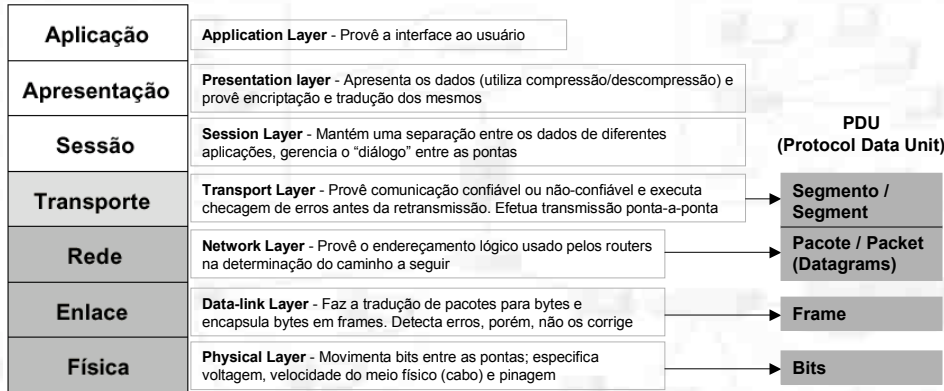 Aplicação
Application Layer - Provê a interface ao usuário
Apresentação
Presentation layer - Apresenta os dados (utiliza compressão/descompressão) e
provê encriptação e tradução dos mesmos
Sessão
Session Layer - Mantém uma separação entre os dados de diferentes
aplicações, gerencia o “diálogo” entre as pontas
PDU
(Protocol Data Unit)
Transporte
Transport Layer - Provê comunicação confiável ou não-confiável e executa
checagem de erros antes da retransmissão. Efetua transmissão ponta-a-ponta
Segmento /
Segment
Rede
Network Layer - Provê o endereçamento lógico usado pelos routers
na determinação do caminho a seguir
Pacote / Packet
(Datagrams)
Enlace
Data-link Layer - Faz a tradução de pacotes para bytes e
encapsula bytes em frames. Detecta erros, porém, não os corrige
Frame
Física
Physical Layer - Movimenta bits entre as pontas; especifica
voltagem, velocidade do meio físico (cabo) e pinagem
Bits